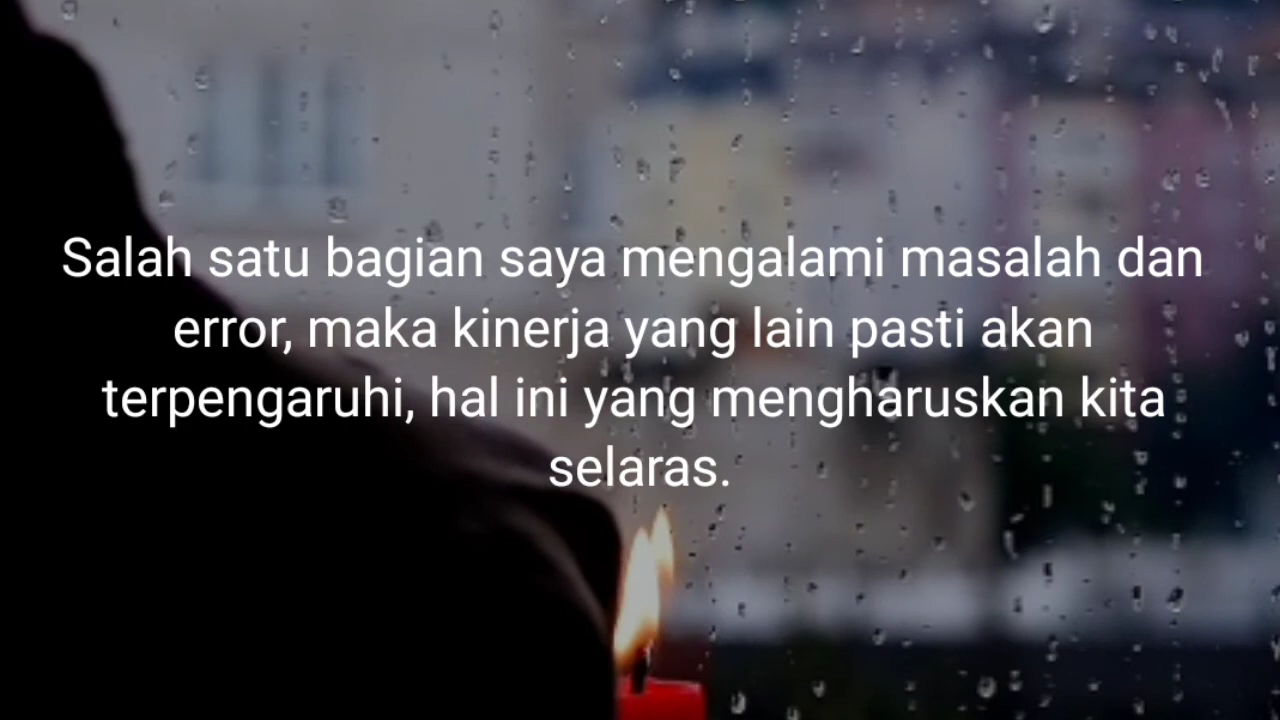 Salah satu bagian saya mengalami masalah dan
error, maka kinerja yang lain pasti akan
terpengaruhi, hal ini yang mengharuskan kita
selaras.